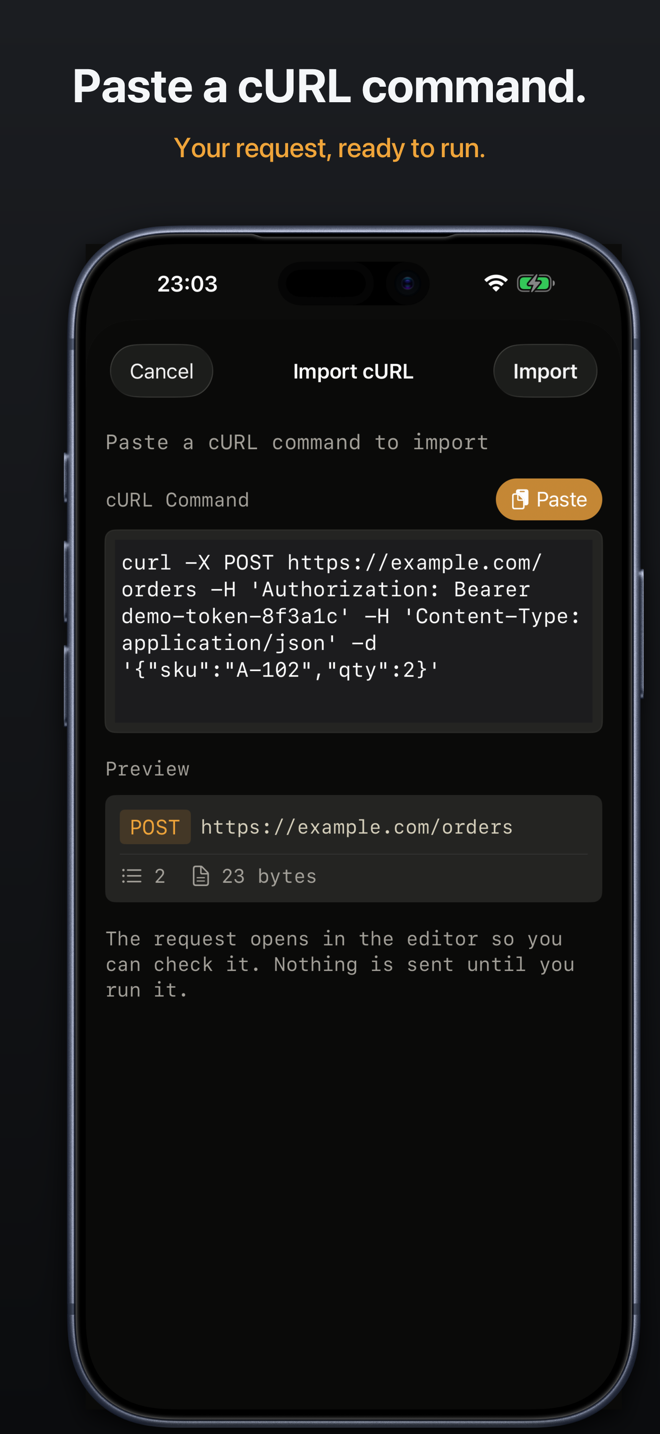 Paste a cURL command.
Your request, ready to run.
23:03
Cancel
Import cURL
Import
Paste a cURL command to import
cURL Command
Paste
curl -X POST https://example.com/
orders -H 'Authorization: Bearer
demo-token-8f3a1c' -H 'Content-Type:
application/json' -d
'{"sku":"A-102","qty":2}'
Preview
POST https://example.com/orders
2 23 bytes
The request opens in the editor so you
can check it. Nothing is sent until you
run it.